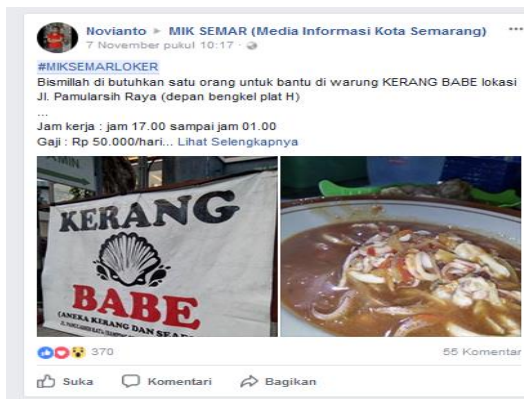 Novianto ▸ MIK SEMAR (Media Informasi Kota Semarang)
7 November pukul 10:17 ·
#MIKSEMARLOKER
Bismillah di butuhkan satu orang untuk bantu di warung KERANG BABE lokasi
Jl. Pamularsih Raya (depan bengkel plat H)
...
Jam kerja : jam 17.00 sampai jam 01.00
Gaji : Rp 50.000/hari... Lihat Selengkapnya
KERANG
BABE
(ANEKA KERANG DAN
370
55 Komentar
Suka Komentari Bagikan